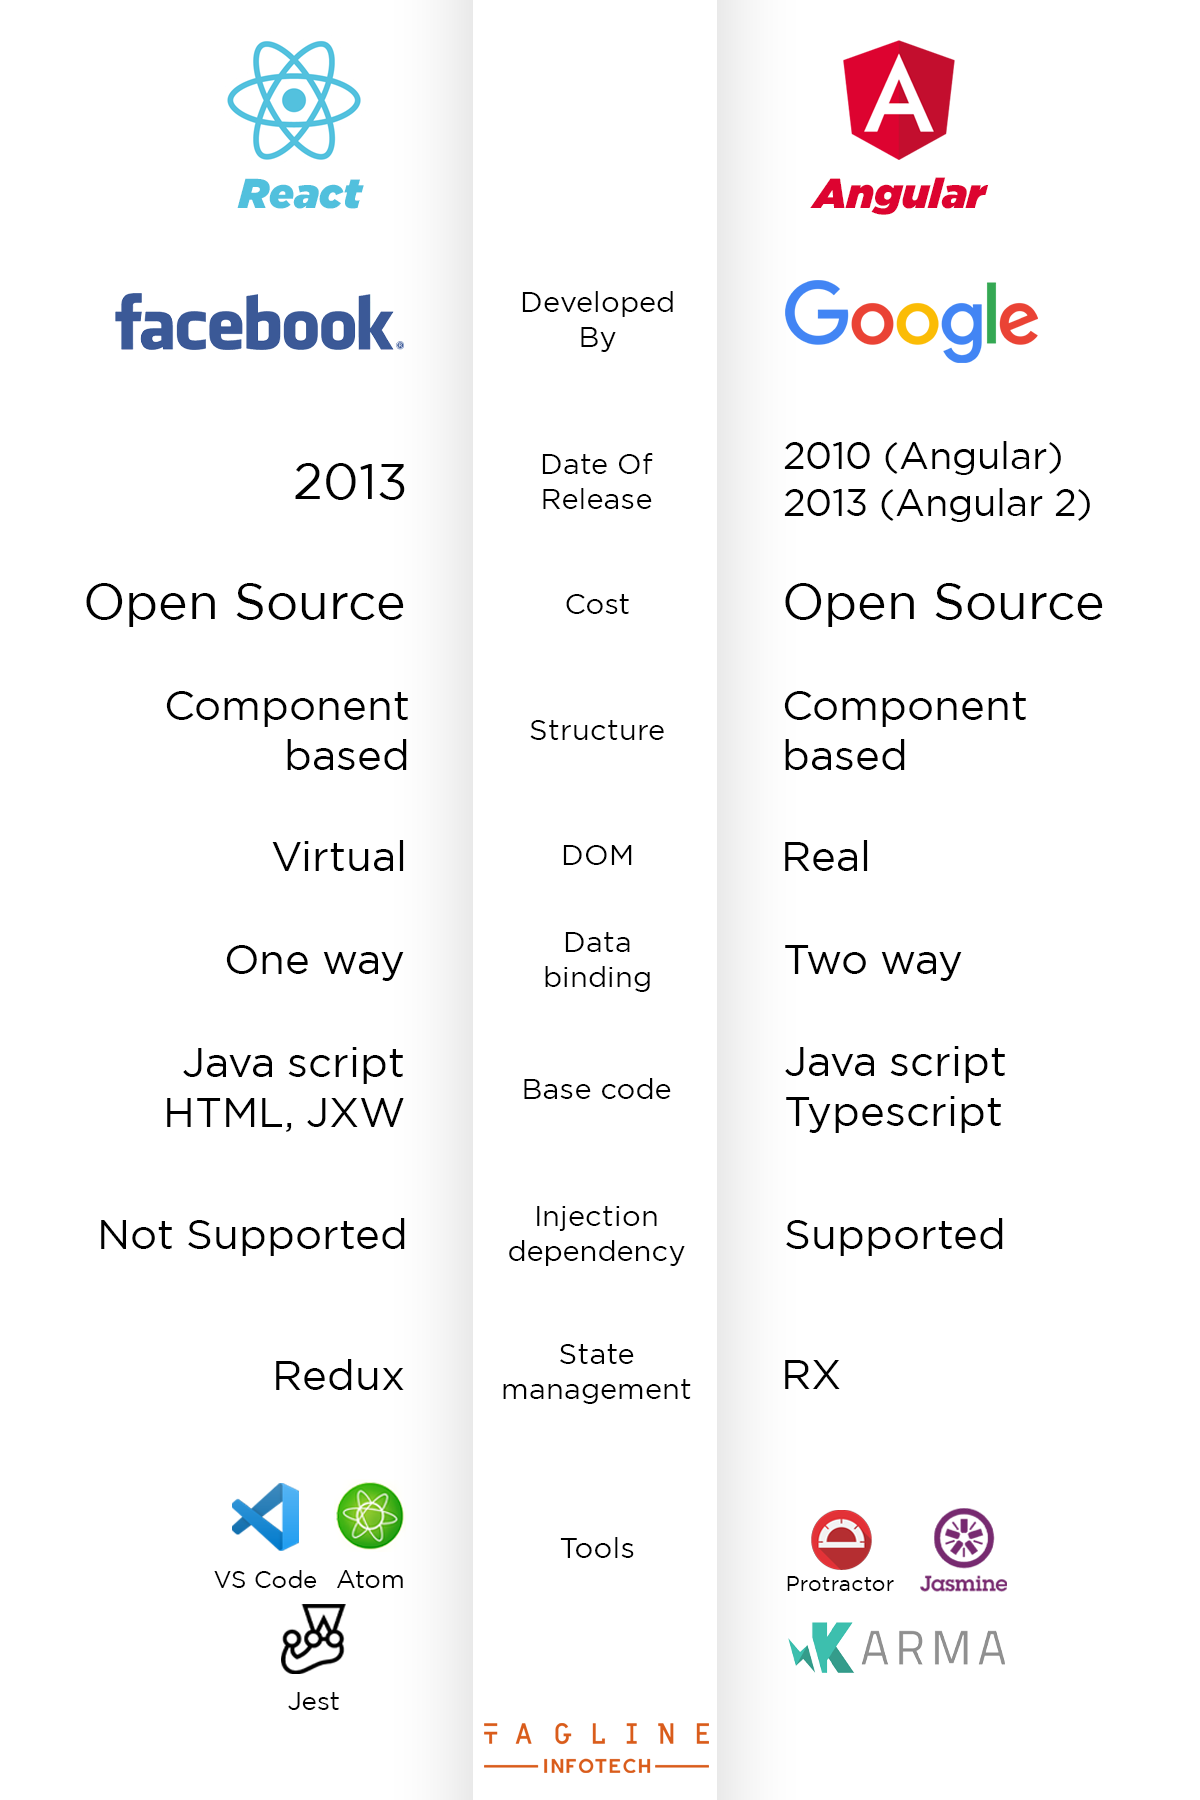 React
Angular
facebook
Developed
By
Google
2013
Date Of
Release
2010 (Angular)
2013 (Angular 2)
Open Source
Cost
Open Source
Component
based
Structure
Component
based
Virtual
DOM
Real
One way
Data
binding
Two way
Java script
HTML, JXW
Base code
Java script
Typescript
Not Supported
Injection
dependency
Supported
Redux
State
management
RX
VS Code
Atom
Jest
Tools
Protractor
Jasmine
KARMA
TAGLINE
INFOTECH